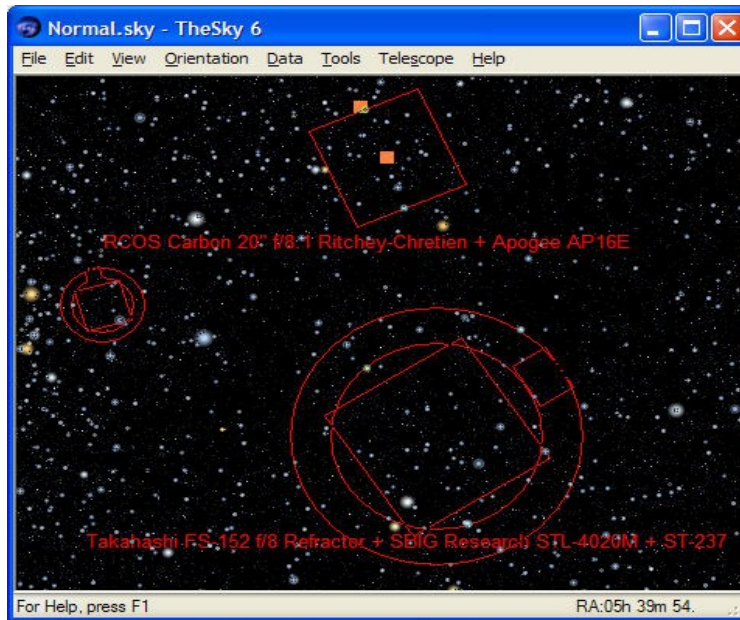 Normal.sky - TheSky 6
File Edit View Orientation Data Tools Telescope Help
RCOS Carbon 20" f/8.1 Ritchey-Chretien + Apogee AP16E
Takahashi FS-152 f/8 Refractor + SBIG Research STL-4020M + ST-237
For Help, press F1 RA:05h 39m 54.